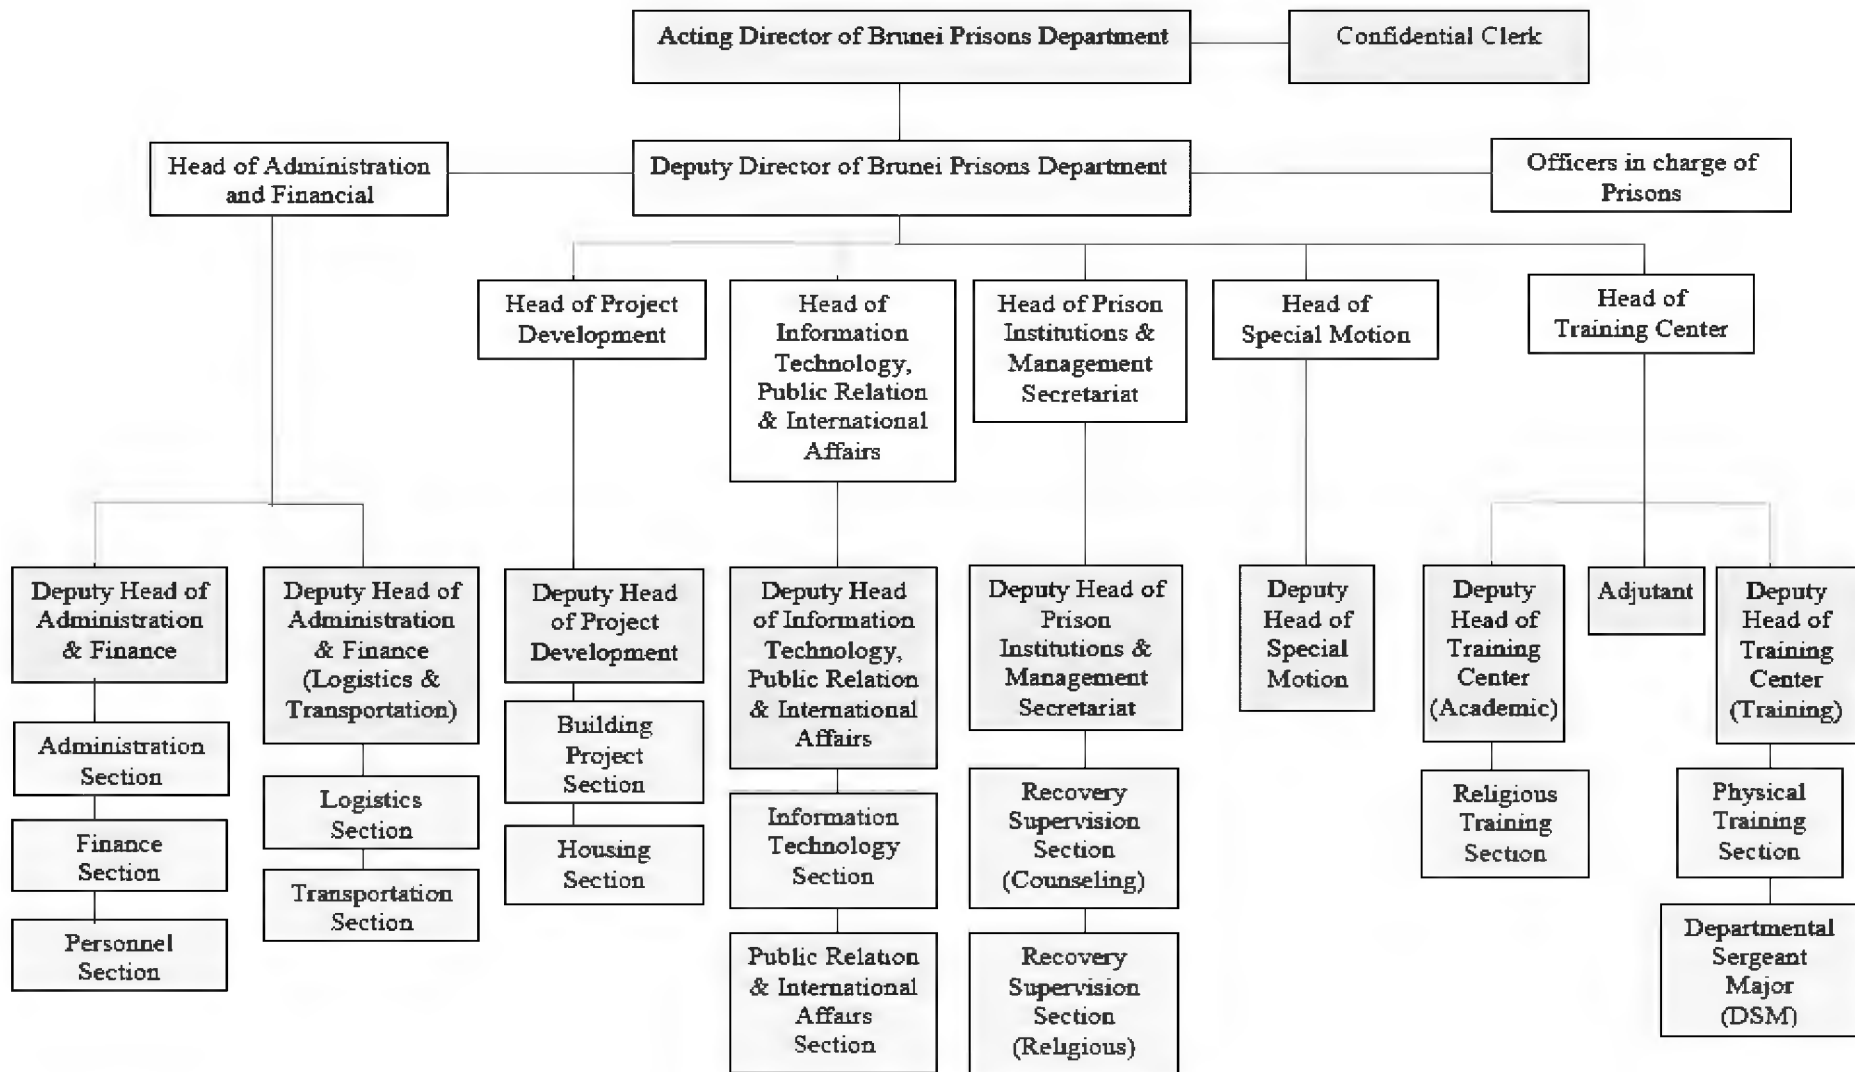 Acting Director of Brunei Prisons Department
Confidential Clerk
Head of Administration
and Financial
Deputy Director of Brunei Prisons Department
Officers in charge of
Prisons
Head of Project
Development
Head of
Information
Technology,
Public Relation
& International
Affairs
Head of Prison
Institutions &
Management
Secretariat
Head of
Special Motion
Head of
Training Center
Deputy Head of
Administration
& Finance
Deputy Head of
Administration
& Finance
(Logistics &
Transportation)
Deputy Head
of Project
Development
Deputy Head
of Information
Technology,
Public Relation
& International
Affairs
Deputy Head of
Prison
Institutions &
Management
Secretariat
Deputy
Head of
Special
Motion
Deputy
Head of
Training
Center
(Academic)
Adjutant
Deputy
Head of
Training
Center
(Training)
Administration
Section
Finance
Section
Personnel
Section
Logistics
Section
Transportation
Section
Building
Project
Section
Housing
Section
Information
Technology
Section
Public Relation
& International
Affairs
Section
Recovery
Supervision
Section
(Counseling)
Recovery
Supervision
Section
(Religious)
Religious
Training
Section
Physical
Training
Section
Departmental
Sergeant
Major
(DSM)